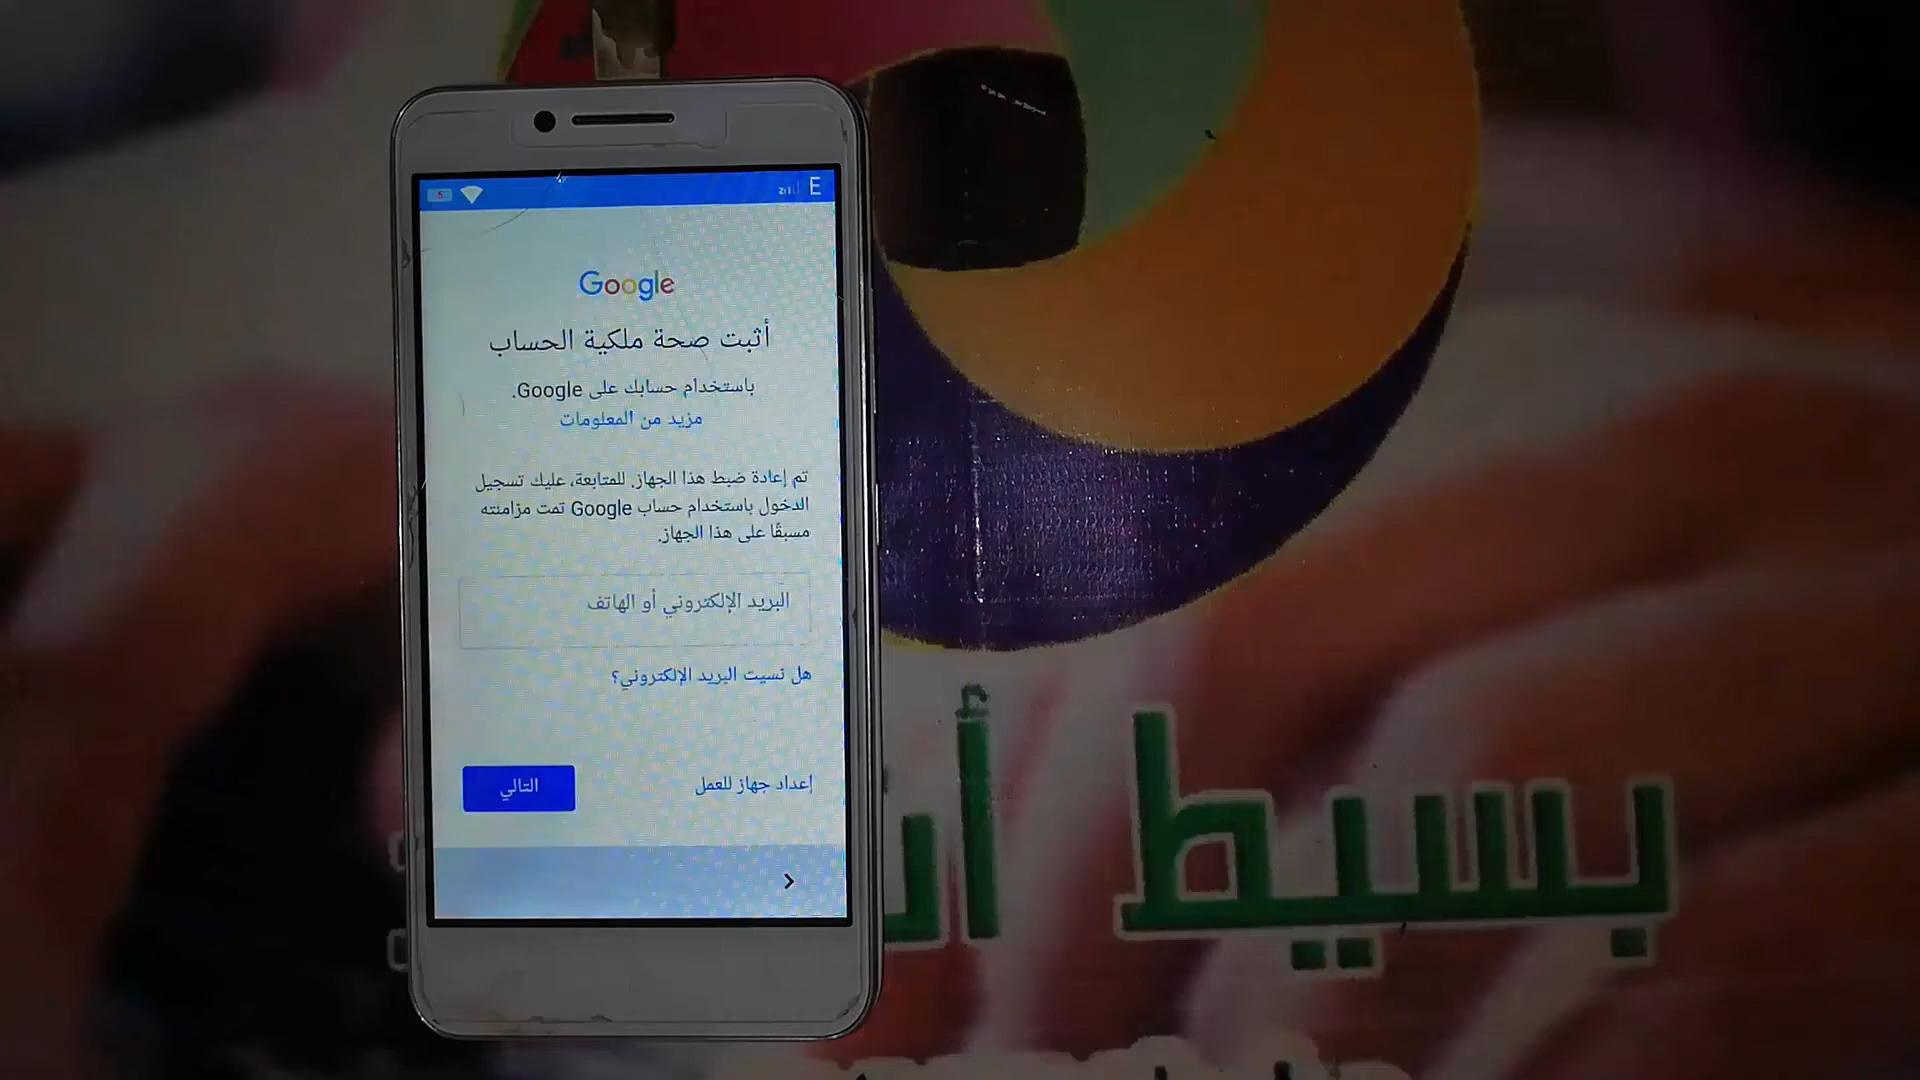 E
Google
أثبت صحة ملكية الحساب
باستخدام حسابك على Google.
مزيد من المعلومات
تم إعادة ضبط هذا الجهاز. للمتابعة، عليك تسجيل
الدخول باستخدام حساب Google تمت مزامنته
مسبقًا على هذا الجهاز.
البريد الإلكتروني أو الهاتف
هل نسيت البريد الإلكتروني؟
إعداد جهاز للعمل
التالي
بسيط